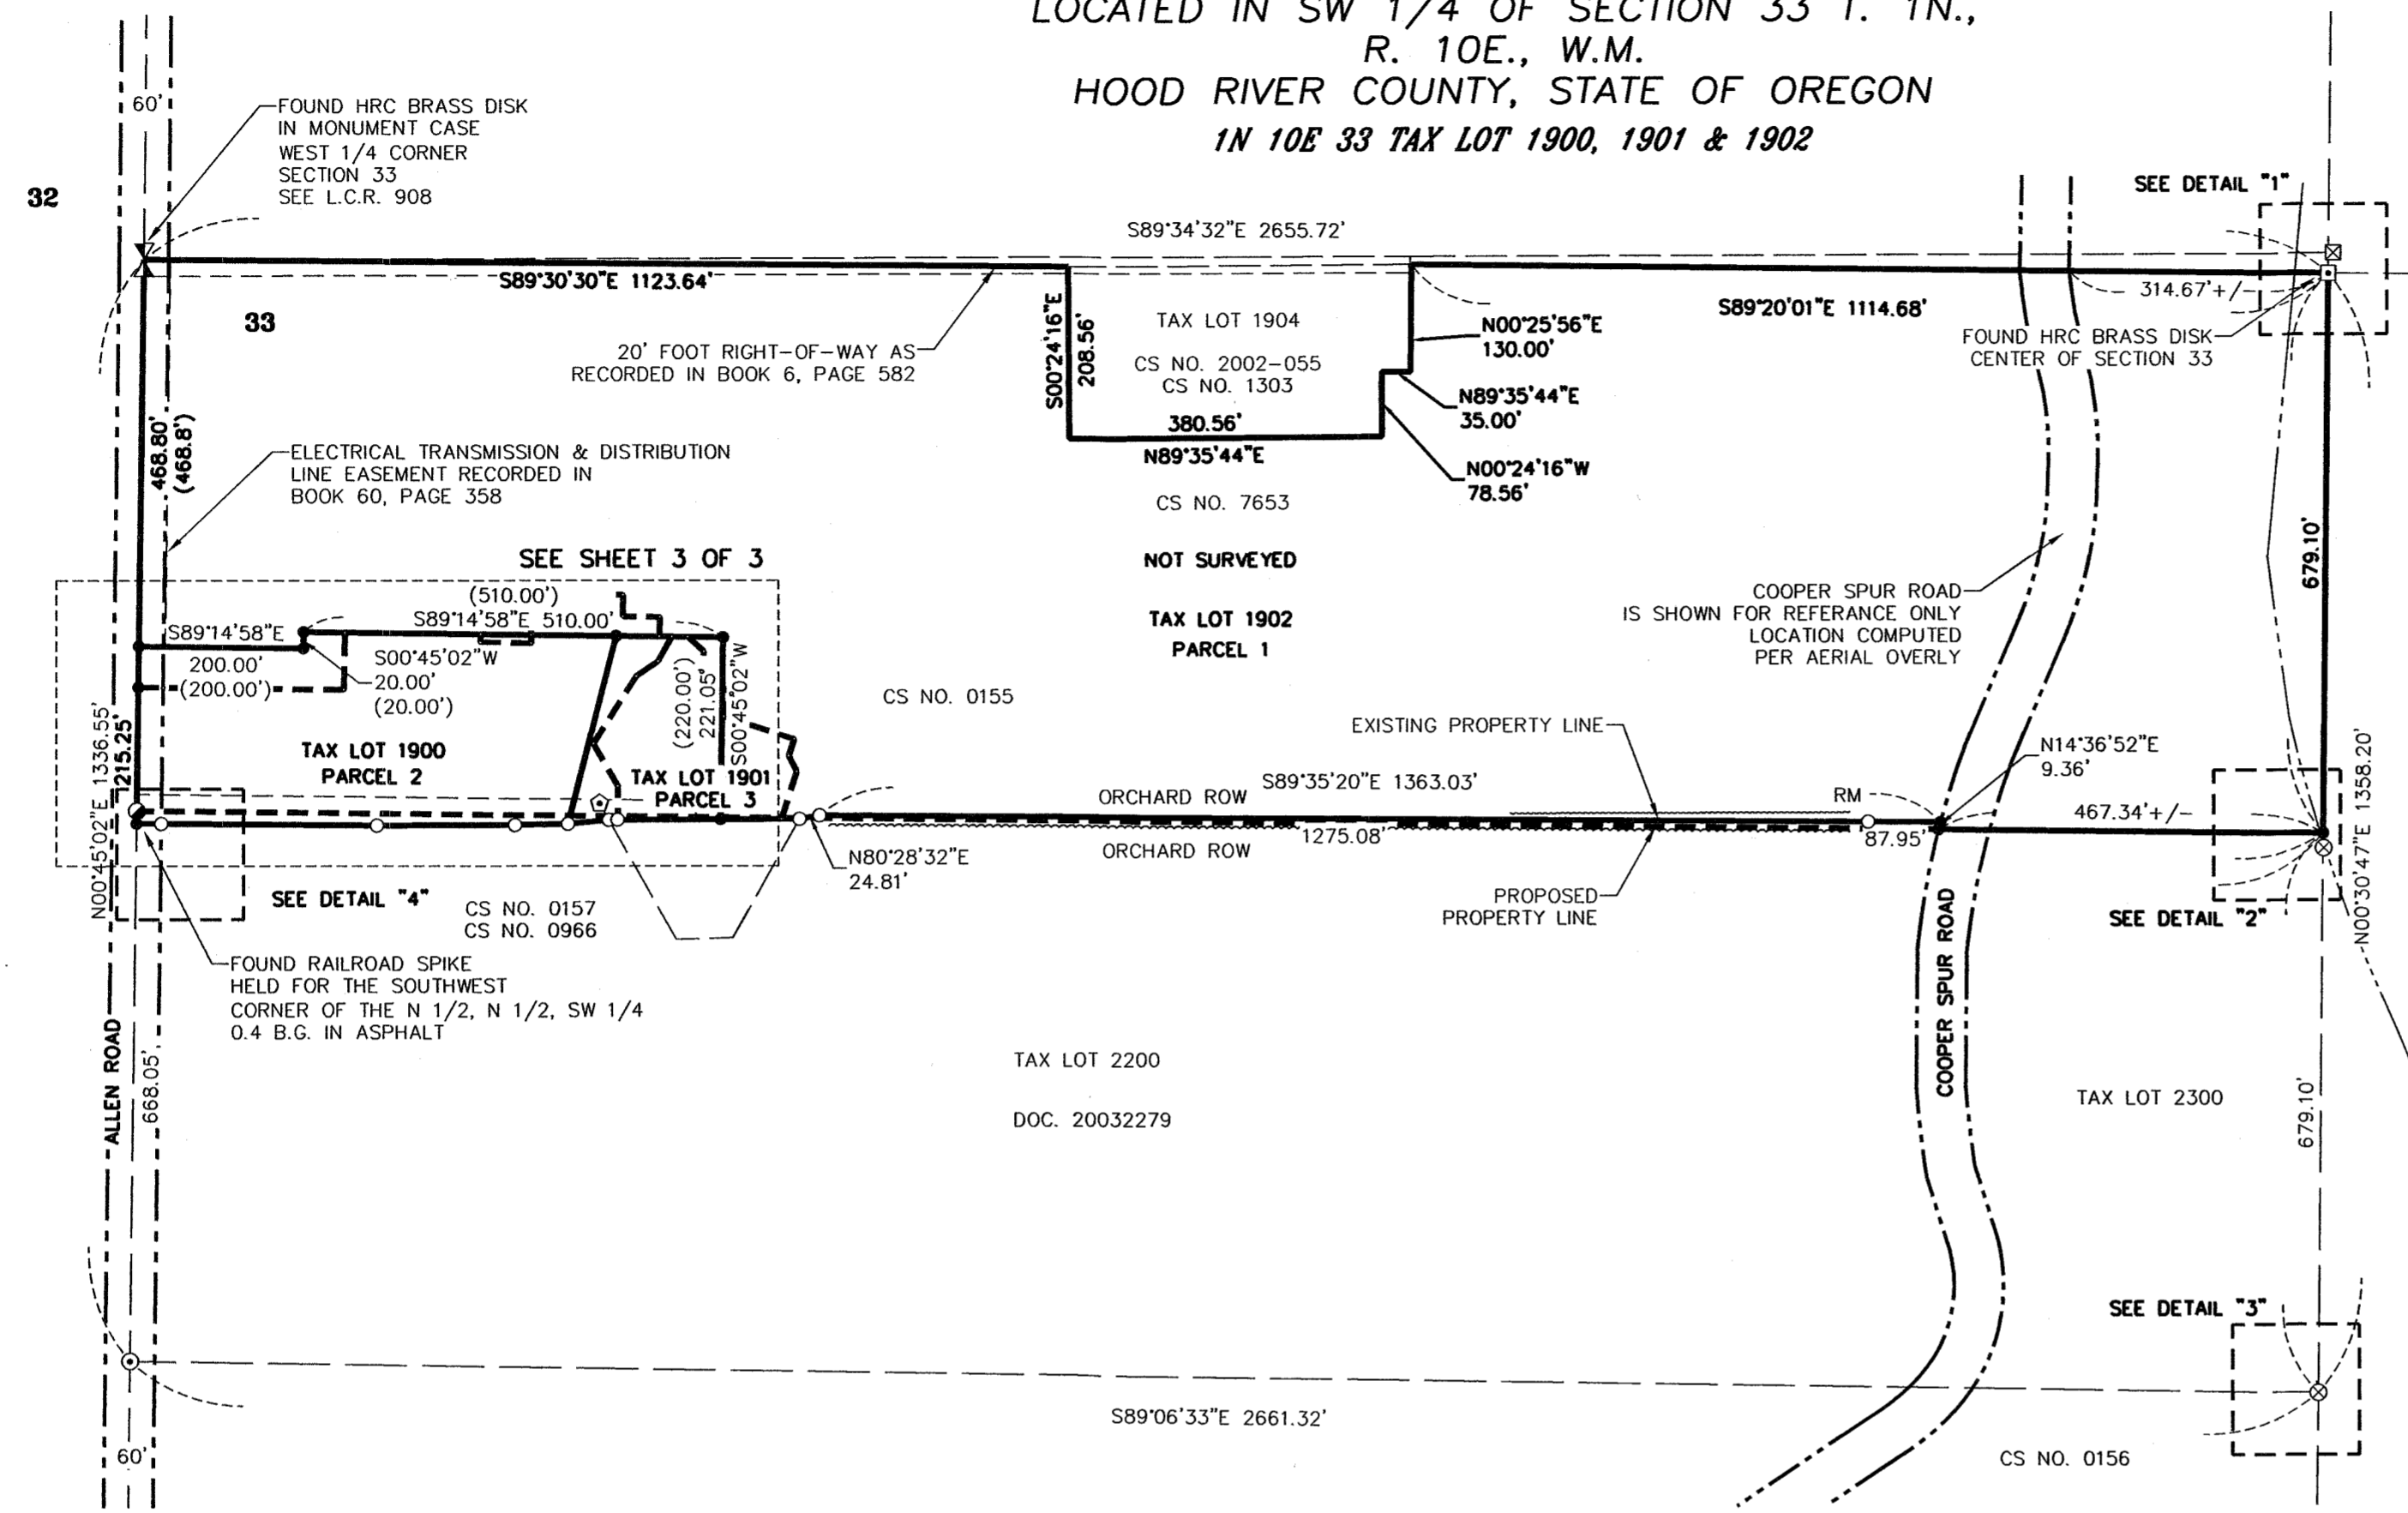 LOCATED IN SW 1/4 OF SECTION 33 T. 1N.,
R. 10E., W.M.
HOOD RIVER COUNTY, STATE OF OREGON
1N 10E 33 TAX LOT 1900, 1901 & 1902
60'
FOUND HRC BRASS DISK
IN MONUMENT CASE
WEST 1/4 CORNER
SECTION 33
SEE L.C.R. 908
32
33
SEE DETAIL "1"
S89°34'32"E 2655.72'
S89°30'30"E 1123.64'
S89°20'01"E 1114.68'
314.67'+/-
FOUND HRC BRASS DISK
CENTER OF SECTION 33
20' FOOT RIGHT-OF-WAY AS
RECORDED IN BOOK 6, PAGE 582
S00°24'16"E
208.56'
TAX LOT 1904
CS NO. 2002-055
CS NO. 1303
380.56'
N89°35'44"E
N00°25'56"E
130.00'
N89°35'44"E
35.00'
N00°24'16"W
78.56'
468.80'
(468.8')
ELECTRICAL TRANSMISSION & DISTRIBUTION
LINE EASEMENT RECORDED IN
BOOK 60, PAGE 358
CS NO. 7653
NOT SURVEYED
TAX LOT 1902
PARCEL 1
679.10'
COOPER SPUR ROAD
IS SHOWN FOR REFERANCE ONLY
LOCATION COMPUTED
PER AERIAL OVERLY
SEE SHEET 3 OF 3
(510.00')
S89°14'58"E 510.00'
S89°14'58"E
200.00'
(200.00')
S00°45'02"W
20.00'
(20.00')
(220.00')
221.05'
S00°45'02"W
CS NO. 0155
N00°45'02"E 1336.55'
215.25'
TAX LOT 1900
PARCEL 2
TAX LOT 1901
PARCEL 3
EXISTING PROPERTY LINE
S89°35'20"E 1363.03'
ORCHARD ROW
1275.08'
ORCHARD ROW
RM
87.95'
N14°36'52"E
9.36'
467.34'+/-
N00°30'47"E 1358.20'
N80°28'32"E
24.81'
PROPOSED
PROPERTY LINE
SEE DETAIL "2"
SEE DETAIL "4"
CS NO. 0157
CS NO. 0966
FOUND RAILROAD SPIKE
HELD FOR THE SOUTHWEST
CORNER OF THE N 1/2, N 1/2, SW 1/4
0.4 B.G. IN ASPHALT
COOPER SPUR ROAD
ALLEN ROAD
668.05'
TAX LOT 2200
DOC. 20032279
TAX LOT 2300
679.10'
SEE DETAIL "3"
S89°06'33"E 2661.32'
60'
CS NO. 0156